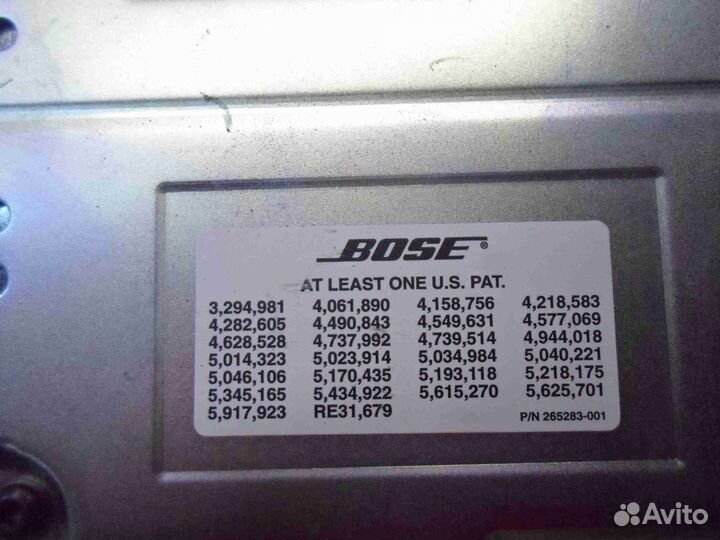 BOSE®
AT LEAST ONE U.S. PAT.
3,294,981 4,061,890 4,158,756 4,218,583
4,282,605 4,490,843 4,549,631 4,577,069
4,628,528 4,737,992 4,739,514 4,944,018
5,014,323 5,023,914 5,034,984 5,040,221
5,046,106 5,170,435 5,193,118 5,218,175
5,345,165 5,434,922 5,615,270 5,625,701
5,917,923 RE31,679
P/N 265283-001
Avito